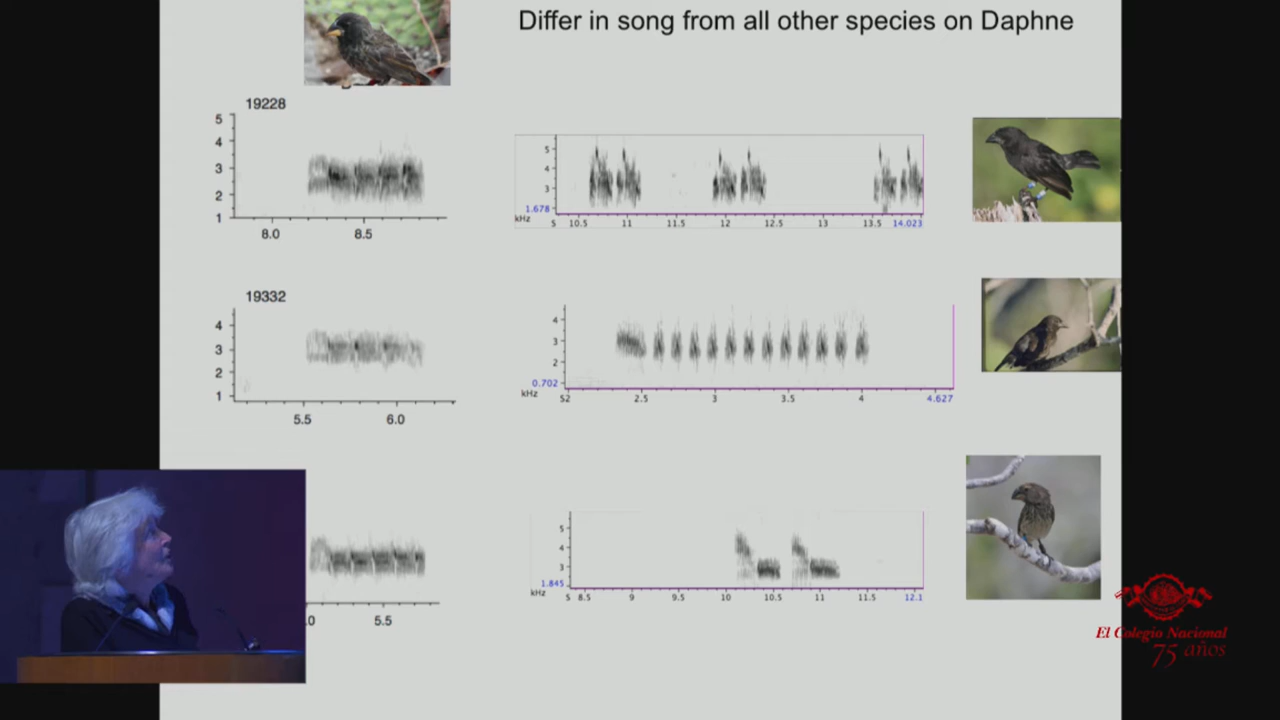 Differ in song from all other species on Daphne
19228
5
4
3
2
1
8.0 8.5
5
4
3
1.678
kHz
5 10.5 11 11.5 12 12.5 13 13.5 14.023
19332
4
3
2
1
5.5 6.0
4
3
2
0.702
kHz
52 2.5 3 3.5 4 4.627
.0 5.5
5
4
3
1.845
kHz
5 8.5 9 9.5 10 10.5 11 11.5 12.1
El Colegio Nacional
75 años